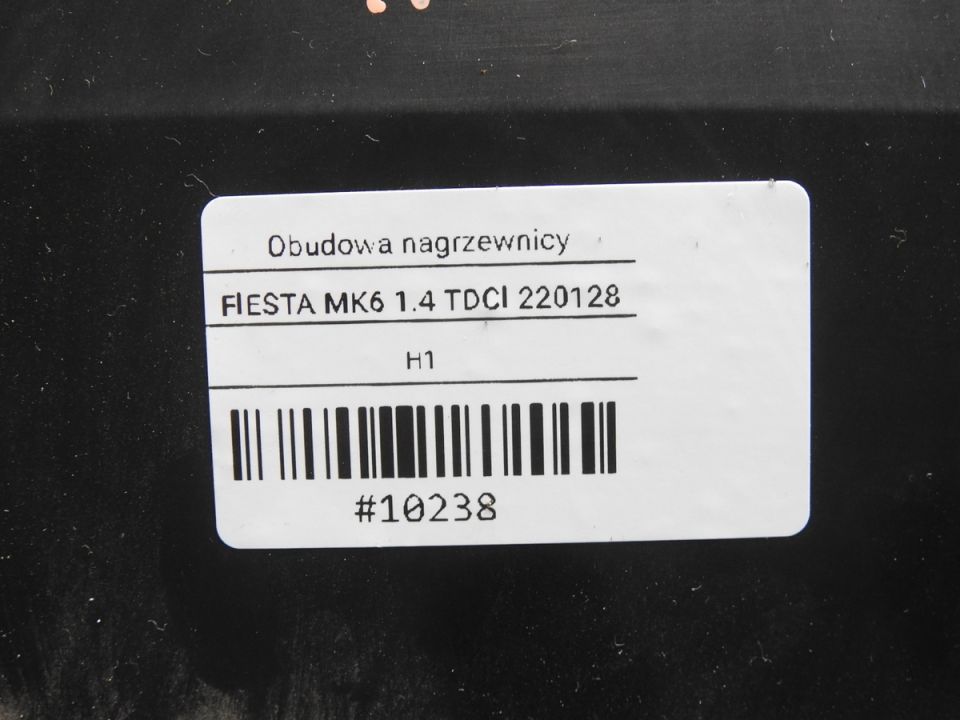 Obudowa nagrzewnicy
FIESTA MK6 1.4 TDCI 220128
H1
#10238